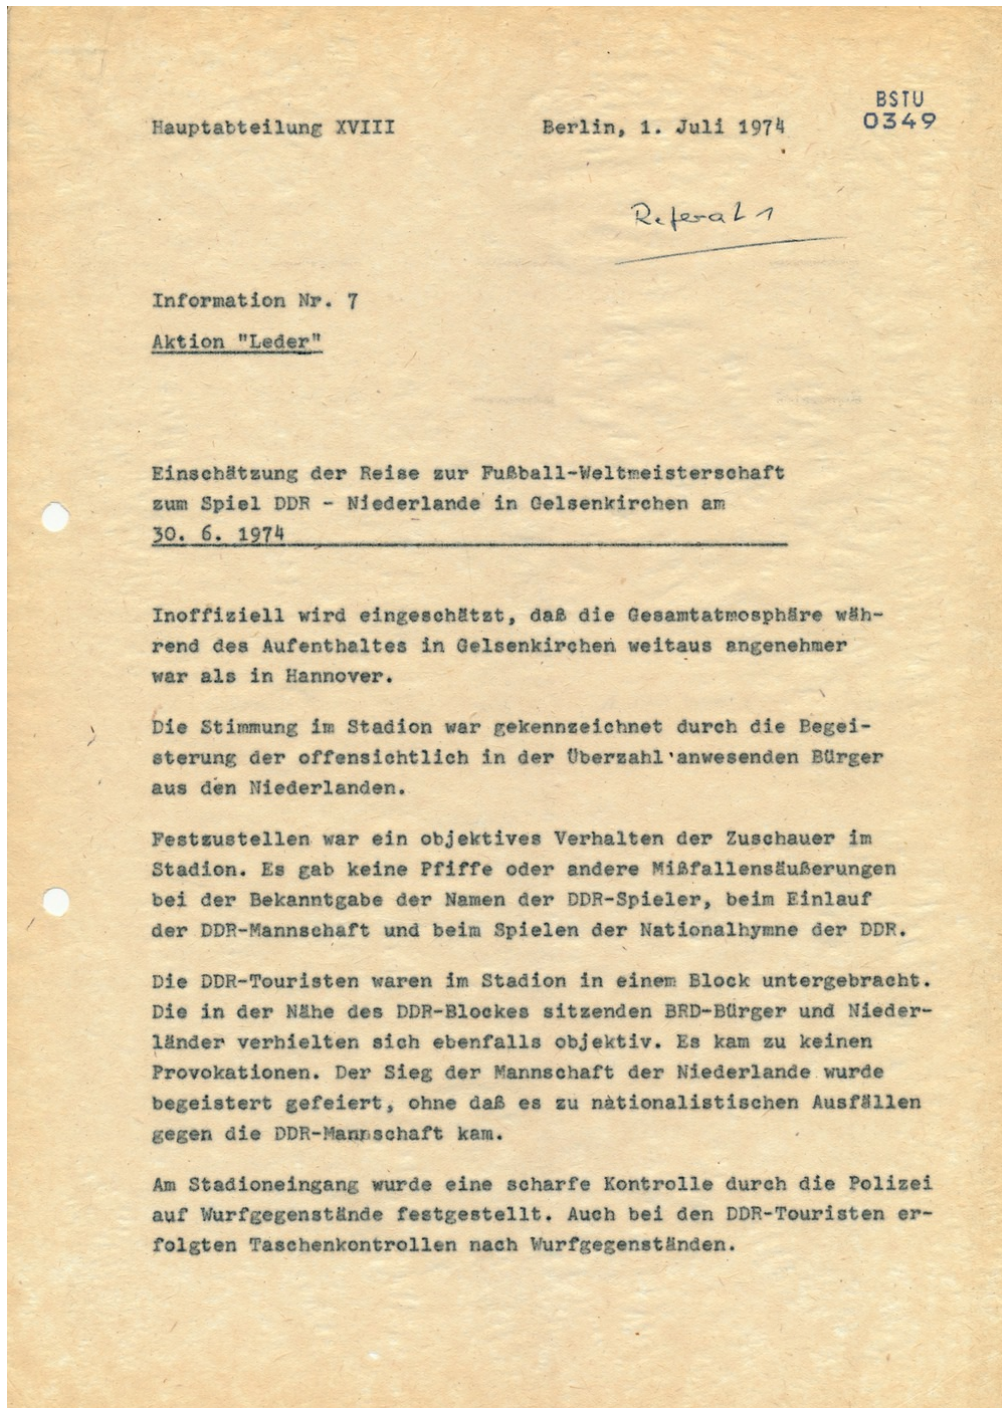 BSTU
0349
Hauptabteilung XVIII Berlin, 1. Juli 1974
Referat 1
Information Nr. 7
Aktion "Leder"
Einschätzung der Reise zur Fußball-Weltmeisterschaft
zum Spiel DDR - Niederlande in Gelsenkirchen am
30. 6. 1974
Inoffiziell wird eingeschätzt, daß die Gesamtatmosphäre wäh-
rend des Aufenthaltes in Gelsenkirchen weitaus angenehmer
war als in Hannover.
Die Stimmung im Stadion war gekennzeichnet durch die Begei-
sterung der offensichtlich in der Überzahl anwesenden Bürger
aus den Niederlanden.
Festzustellen war ein objektives Verhalten der Zuschauer im
Stadion. Es gab keine Pfiffe oder andere Mißfallensäußerungen
bei der Bekanntgabe der Namen der DDR-Spieler, beim Einlauf
der DDR-Mannschaft und beim Spielen der Nationalhymne der DDR.
Die DDR-Touristen waren im Stadion in einem Block untergebracht.
Die in der Nähe des DDR-Blockes sitzenden BRD-Bürger und Nieder-
länder verhielten sich ebenfalls objektiv. Es kam zu keinen
Provokationen. Der Sieg der Mannschaft der Niederlande wurde
begeistert gefeiert, ohne daß es zu nationalistischen Ausfällen
gegen die DDR-Mannschaft kam.
Am Stadioneingang wurde eine scharfe Kontrolle durch die Polizei
auf Wurfgegenstände festgestellt. Auch bei den DDR-Touristen er-
folgten Taschenkontrollen nach Wurfgegenständen.